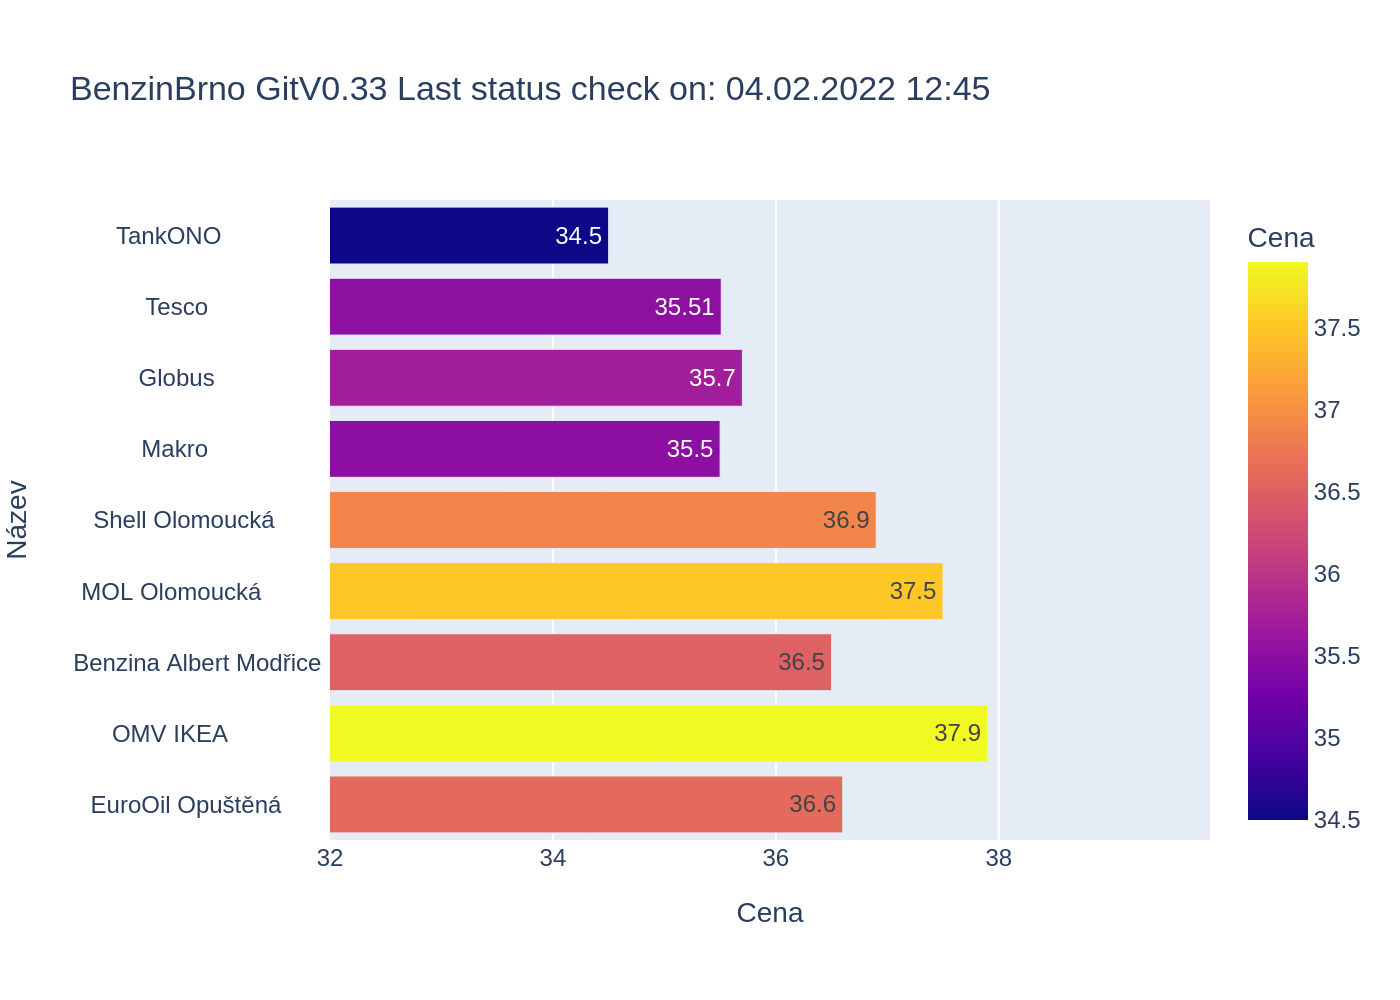 BenzinBrno GitV0.33 Last status check on: 04.02.2022 12:45
Cena
TankONO
34.5
Tesco
35.51
Globus
35.7
Makro
35.5
Shell Olomoucká
36.9
MOL Olomoucká
37.5
Benzina Albert Modřice
36.5
OMV IKEA
37.9
EuroOil Opuštěná
36.6
Název
32
34
36
38
Cena
37.5
37
36.5
36
35.5
35
34.5